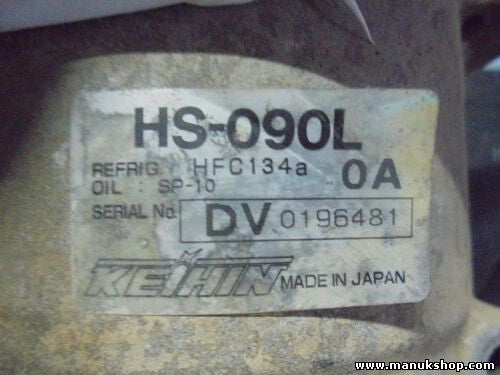 HS-090L
REFRIG. HFC134a
OIL : SP-10 0A
SERIAL No. DV 0196481
KEIHIN MADE IN JAPAN
www.manukshop.com